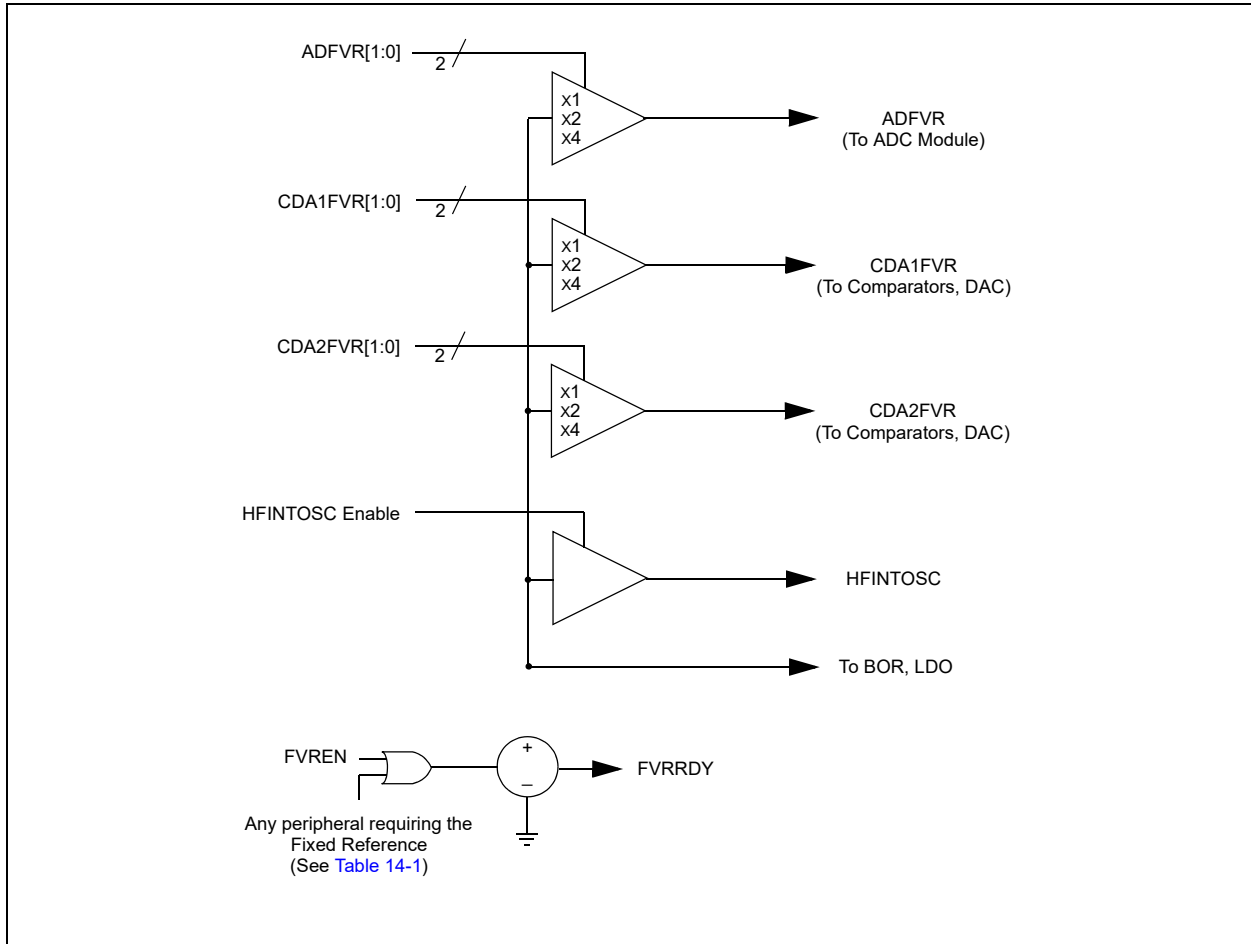 ADFVR[1:0]
2
x1
x2
x4
ADFVR
(To ADC Module)
CDA1FVR[1:0]
2
x1
x2
x4
CDA1FVR
(To Comparators, DAC)
CDA2FVR[1:0]
2
x1
x2
x4
CDA2FVR
(To Comparators, DAC)
HFINTOSC Enable
HFINTOSC
To BOR, LDO
FVREN
+
_
FVRRDY
Any peripheral requiring the
Fixed Reference
(See Table 14-1)